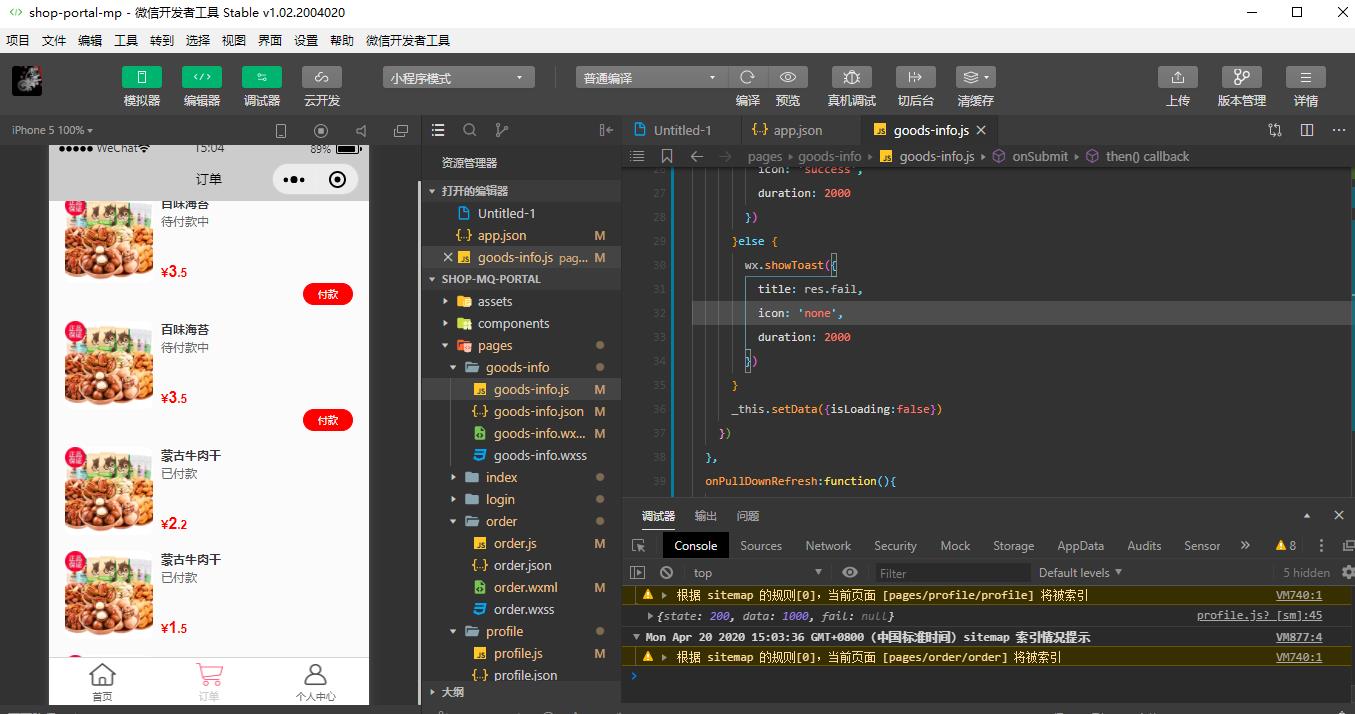 shop-portal-mp - 微信开发者工具 Stable v1.02.2004020
项目 文件 编辑 工具 转到 选择 视图 界面 设置 帮助 微信开发者工具
小程序模式 普通编译
模拟器 编辑器 调试器 云开发 编译 预览 真机调试 切后台 清缓存 上传 版本管理 详情
iPhone 5 100%
WeChat 15:04 89%
订单
百味海苔
待付款中
¥3.5
付款
百味海苔
待付款中
¥3.5
付款
蒙古牛肉干
已付款
¥2.2
蒙古牛肉干
已付款
¥1.5
首页 订单 个人中心
资源管理器
打开的编辑器
Untitled-1
app.json M
goods-info.js pag... M
SHOP-MQ-PORTAL
assets
components
pages
goods-info
goods-info.js M
goods-info.json M
goods-info.wx... M
goods-info.wxss
index
login
order
order.js M
order.json
order.wxml M
order.wxss
profile
profile.js M
profile.json
大纲
Untitled-1 app.json goods-info.js
pages goods-info goods-info.js onSubmit then() callback
26 icon: 'success',
27 duration: 2000
28 })
29 }else {
30 wx.showToast({
31 title: res.fail,
32 icon: 'none',
33 duration: 2000
34 })
35 }
36 _this.setData({isLoading:false})
37 })
38 },
39 onPullDownRefresh:function(){
调试器 输出 问题
Console Sources Network Security Mock Storage AppData Audits Sensor 8
top Filter Default levels 5 hidden
根据 sitemap 的规则[0]，当前页面 [pages/profile/profile] 将被索引 VM740:1
{state: 200, data: 1000, fail: null} profile.js? [sm]:45
Mon Apr 20 2020 15:03:36 GMT+0800 (中国标准时间) sitemap 索引情况提示 VM877:4
根据 sitemap 的规则[0]，当前页面 [pages/order/order] 将被索引 VM740:1